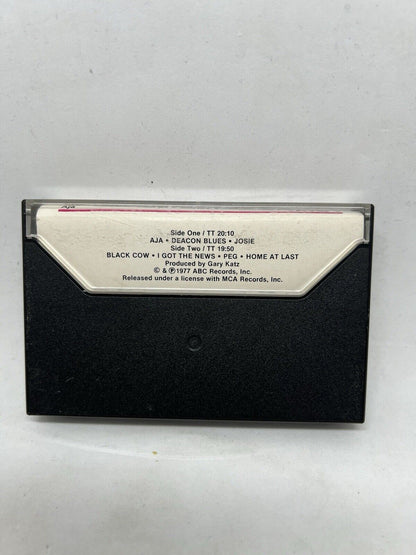 Aja
Side One / TT 20:10
AJA • DEACON BLUES • JOSIE
Side Two / TT 19:50
BLACK COW • I GOT THE NEWS • PEG • HOME AT LAST
Produced by Gary Katz
© & ℗ 1977 ABC Records, Inc.
Released under a license with MCA Records, Inc.